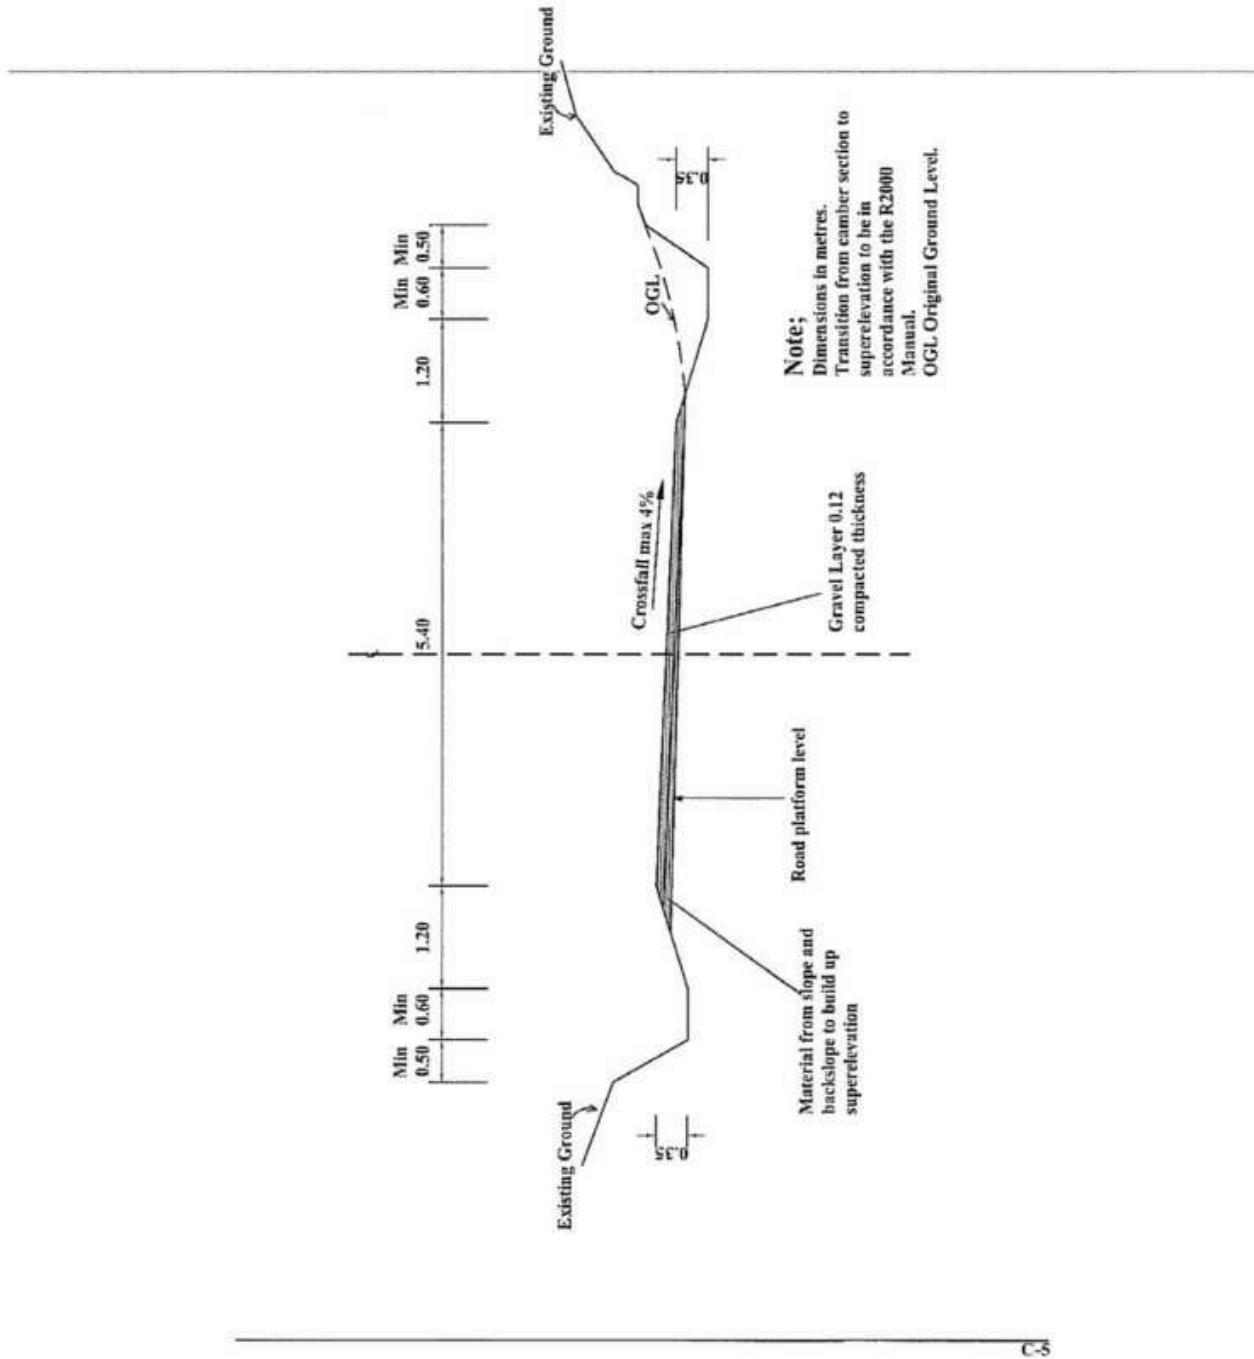 Min Min
0.50 0.60 1.20 5.40 1.20 0.60 0.50
Min Min
Existing Ground
Existing Ground
OGL
Crossfall max 4%
0.35
0.35
Material from slope and
backslope to build up
superelevation
Road platform level
Gravel Layer 0.12
compacted thickness
Note;
Dimensions in metres.
Transition from camber section to
superelevation to be in
accordance with the R2000
Manual.
OGL Original Ground Level.
C-5